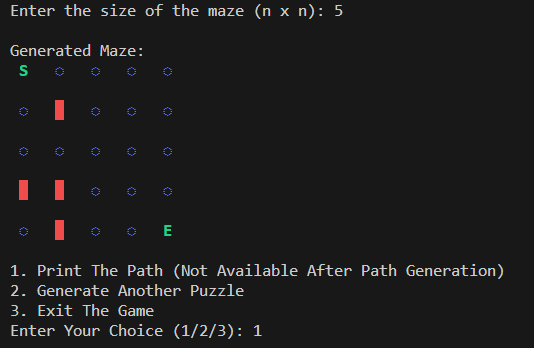 Enter the size of the maze (n x n): 5
Generated Maze:
S ◌ ◌ ◌ ◌
◌ ▓ ◌ ◌ ◌
◌ ◌ ◌ ◌ ◌
▓ ▓ ◌ ◌ ◌
◌ ▓ ◌ ◌ E
1. Print The Path (Not Available After Path Generation)
2. Generate Another Puzzle
3. Exit The Game
Enter Your Choice (1/2/3): 1